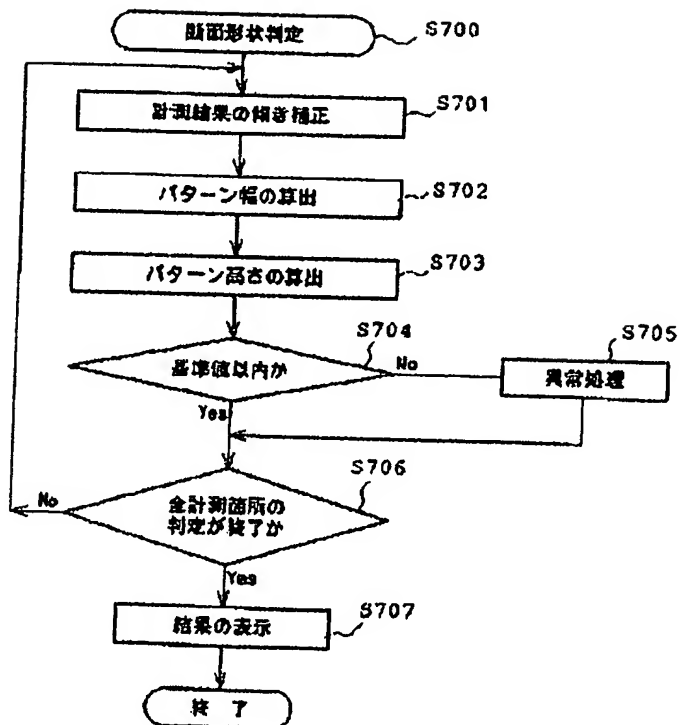 断面形状判定
S700
計測結果の傾き補正
S701
パターン幅の算出
S702
パターン高さの算出
S703
S704
基準値以内か
No
S705
異常処理
Yes
S706
No
全計測箇所の
判定が終了か
Yes
S707
結果の表示
終 了